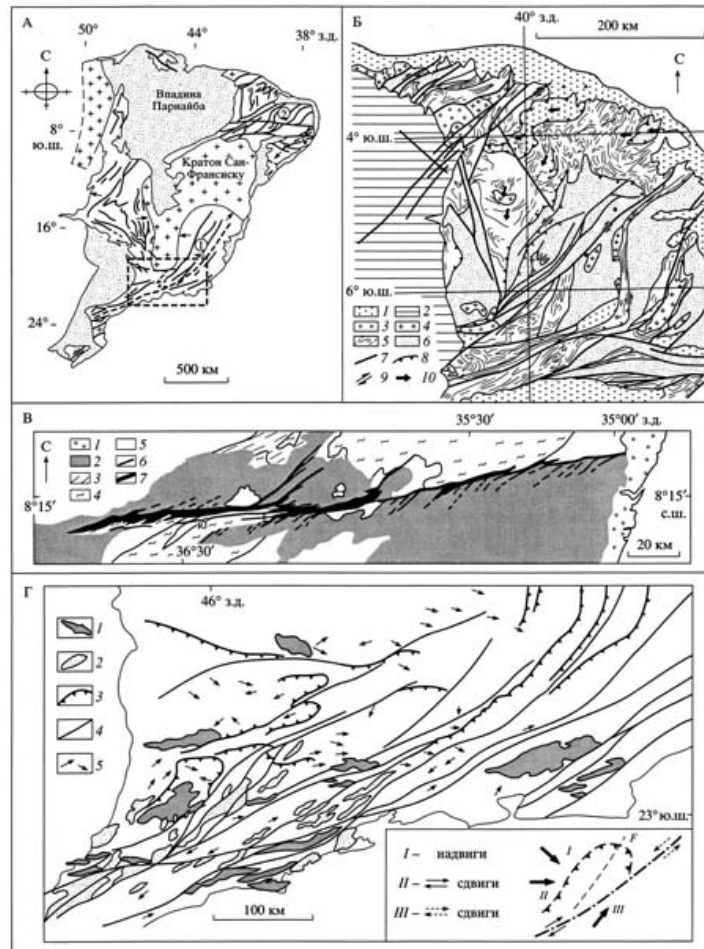 А
50° 44° 38° з.д.
С
Впадина
Парнайба
8°
ю.ш.
Кратон Сан-
Франсиску
16°
1
24°
500 км
Б
40° з.д.
200 км
С
4° ю.ш.
6° ю.ш.
1 2
3 4
5 6
7 8
9 10
В
35°30' 35°00' з.д.
С
1 5
2 6
3 7
4
8°15'
8°15'
с.ш.
36°30'
20 км
Г
46° з.д.
1
2
3
4
5
23° ю.ш.
100 км
I – надвиги
II – сдвиги
III – сдвиги
I F
II
III